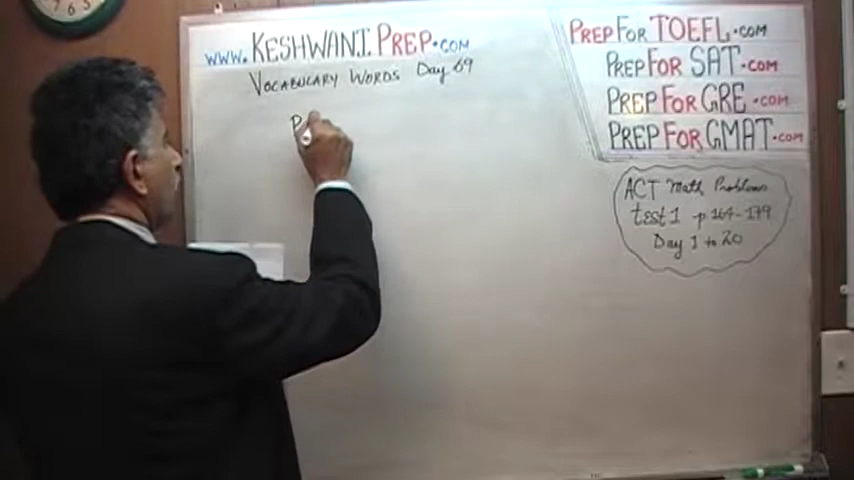 www. KESHWANI PREP.COM
VOCABULARY WORDS Day 69
P
PREPFORTOEFL.COM
PREPFORSAT.COM
PREPFORGRE.COM
PREPFORGMAT.COM
ACT Math Problems
test 1 - p 164-179
Day 1 to 20